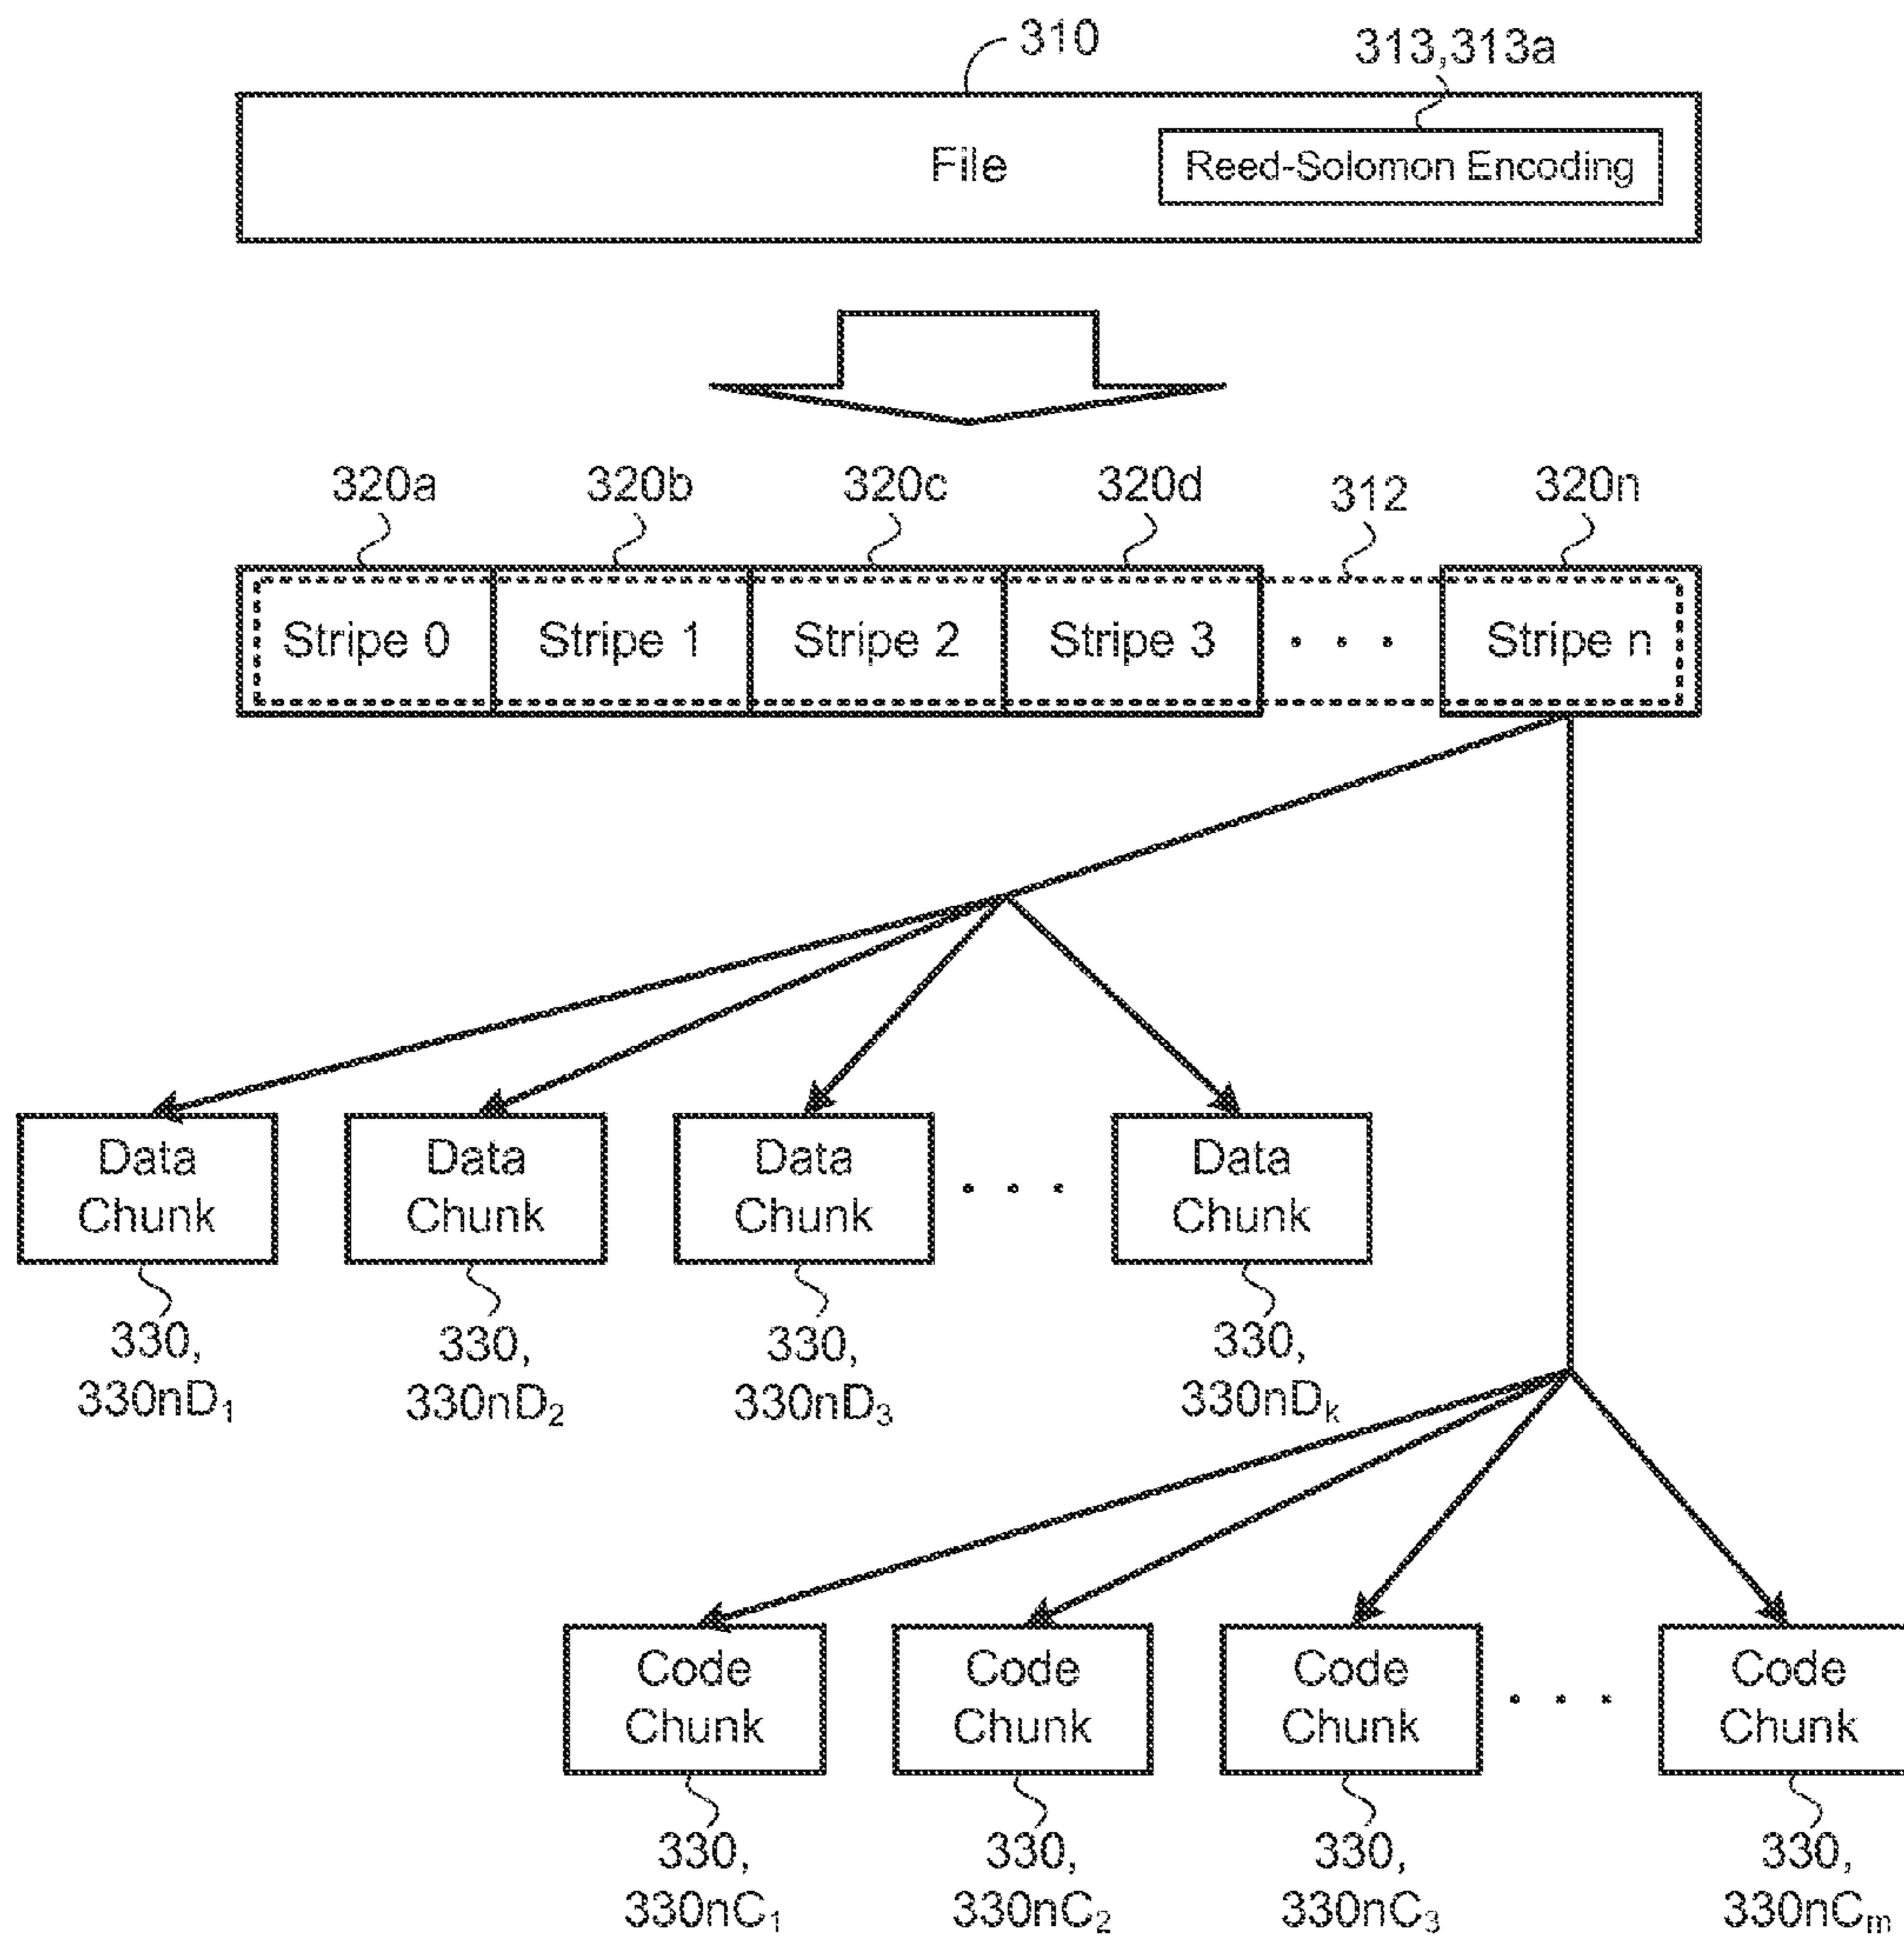 310
313,313a
File
Reed-Solomon Encoding
320a
320b
320c
320d
312
320n
Stripe 0
Stripe 1
Stripe 2
Stripe 3
. . .
Stripe n
Data
Chunk
Data
Chunk
Data
Chunk
. . .
Data
Chunk
330,
330nD₁
330,
330nD₂
330,
330nD₃
330,
330nDₖ
Code
Chunk
Code
Chunk
Code
Chunk
. . .
Code
Chunk
330,
330nC₁
330,
330nC₂
330,
330nC₃
330,
330nCₘ